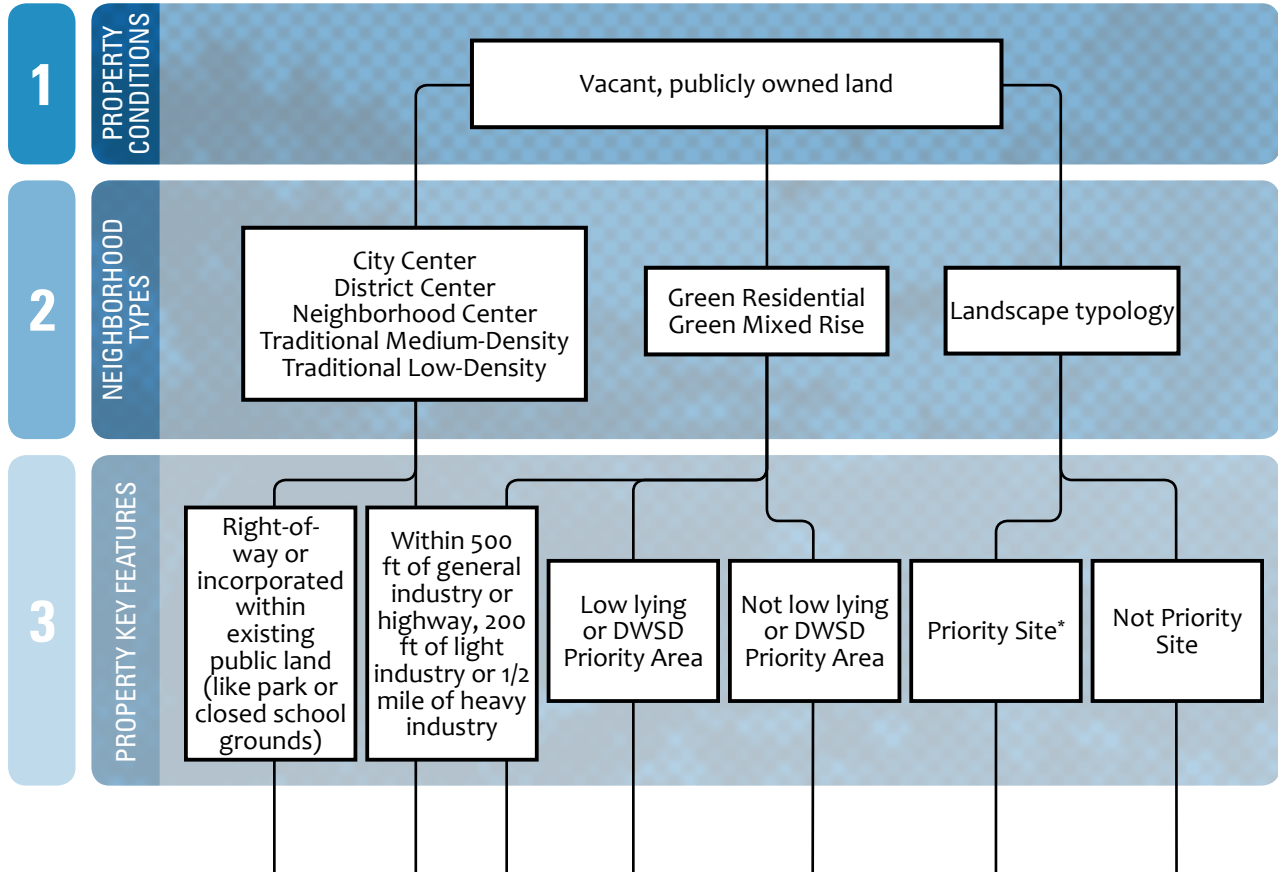 1
PROPERTY
CONDITIONS
Vacant, publicly owned land
2
NEIGHBORHOOD
TYPES
City Center
District Center
Neighborhood Center
Traditional Medium-Density
Traditional Low-Density
Green Residential
Green Mixed Rise
Landscape typology
3
PROPERTY KEY FEATURES
Right-of-
way or
incorporated
within
existing
public land
(like park or
closed school
grounds)
Within 500
ft of general
industry or
highway, 200
ft of light
industry or 1/2
mile of heavy
industry
Low lying
or DWSD
Priority Area
Not low lying
or DWSD
Priority Area
Priority Site*
Not Priority
Site